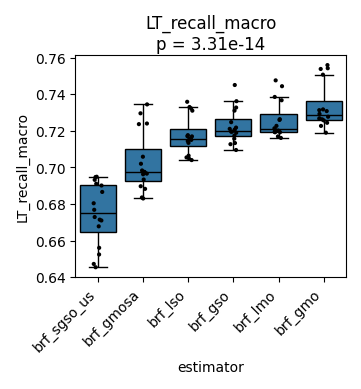 LT_recall_macro
p = 3.31e-14
LT_recall_macro
0.76
0.74
0.72
0.70
0.68
0.66
0.64
brf_sgso_us
brf_gmosa
brf_lso
brf_gso
brf_lmo
brf_gmo
estimator